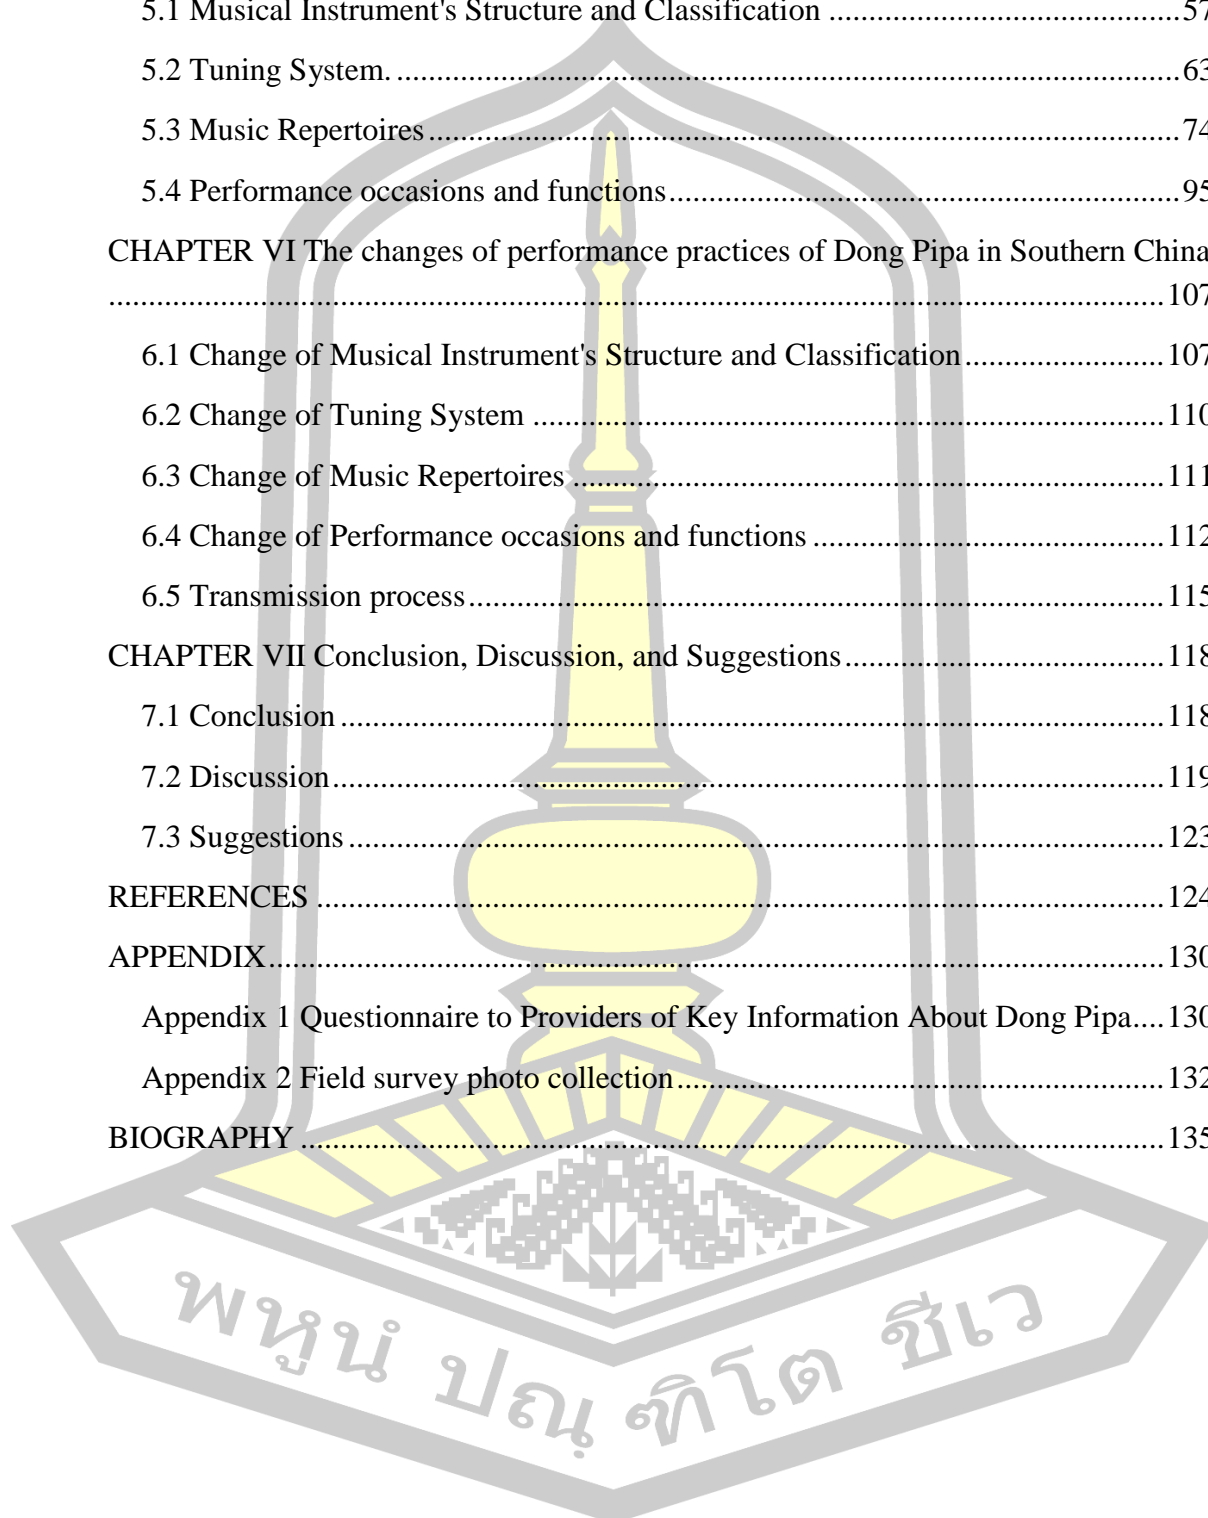 5.1 Musical Instrument's Structure and Classification ........................................... 57
5.2 Tuning System. ................................................................................................ 63
5.3 Music Repertoires ............................................................................................ 74
5.4 Performance occasions and functions ............................................................... 95
CHAPTER VI The changes of performance practices of Dong Pipa in Southern China
................................................................................................................................ 107
6.1 Change of Musical Instrument's Structure and Classification ........................ 107
6.2 Change of Tuning System .............................................................................. 110
6.3 Change of Music Repertoires ......................................................................... 111
6.4 Change of Performance occasions and functions ........................................... 112
6.5 Transmission process ...................................................................................... 115
CHAPTER VII Conclusion, Discussion, and Suggestions ....................................... 118
7.1 Conclusion ..................................................................................................... 118
7.2 Discussion ...................................................................................................... 119
7.3 Suggestions .................................................................................................... 123
REFERENCES ........................................................................................................ 124
APPENDIX .............................................................................................................. 130
Appendix 1 Questionnaire to Providers of Key Information About Dong Pipa.... 130
Appendix 2 Field survey photo collection ............................................................ 132
BIOGRAPHY .......................................................................................................... 135
พหูนํ ปณฺฑิโต ชีเว